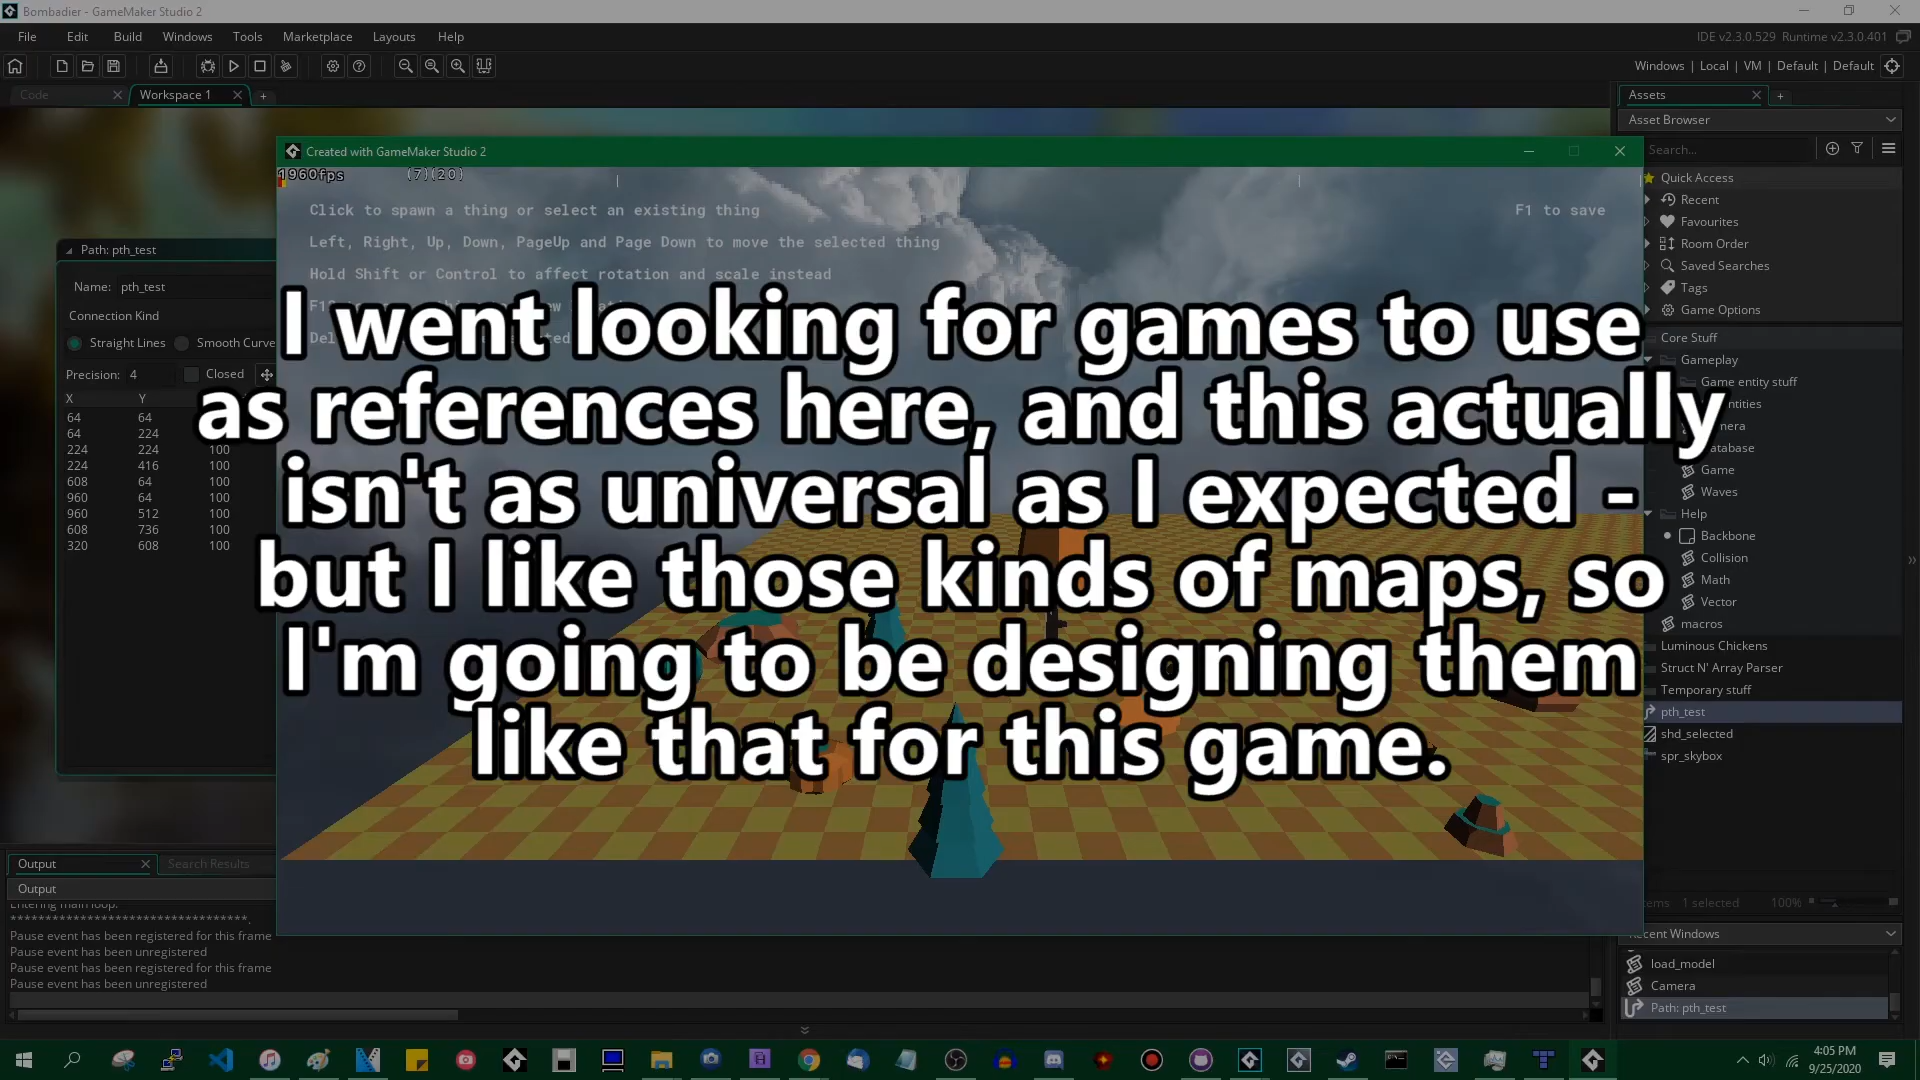 Bombadier - GameMaker Studio 2
File Edit Build Windows Tools Marketplace Layouts Help
IDE v2.3.0.529 Runtime v2.3.0.401
Windows | Local | VM | Default | Default
Code
Workspace 1
Assets
Asset Browser
Search...
Created with GameMaker Studio 2
1960fps (7)(20)
Click to spawn a thing or select an existing thing
F1 to save
Left, Right, Up, Down, PageUp and Page Down to move the selected thing
Hold Shift or Control to affect rotation and scale instead
I went looking for games to use
as references here, and this actually
isn't as universal as I expected -
but I like those kinds of maps, so
I'm going to be designing them
like that for this game.
Path: pth_test
Name: pth_test
Connection Kind
Straight Lines Smooth Curve
Precision: 4 Closed
X Y
64 64
64 224
224 224 100
224 416 100
608 64 100
960 64 100
960 512 100
608 736 100
320 608 100
Quick Access
Recent
Favourites
Room Order
Saved Searches
Tags
Game Options
Core Stuff
Gameplay
Game entity stuff
Game
Waves
Help
Backbone
Collision
Math
Vector
macros
Luminous Chickens
Struct N' Array Parser
Temporary stuff
pth_test
shd_selected
spr_skybox
1 selected 100%
Recent Windows
load_model
Camera
Path: pth_test
Output
Search Results
Output
Entering main loop.
**********************************.
Pause event has been registered for this frame
Pause event has been unregistered
Pause event has been registered for this frame
Pause event has been unregistered
4:05 PM
9/25/2020